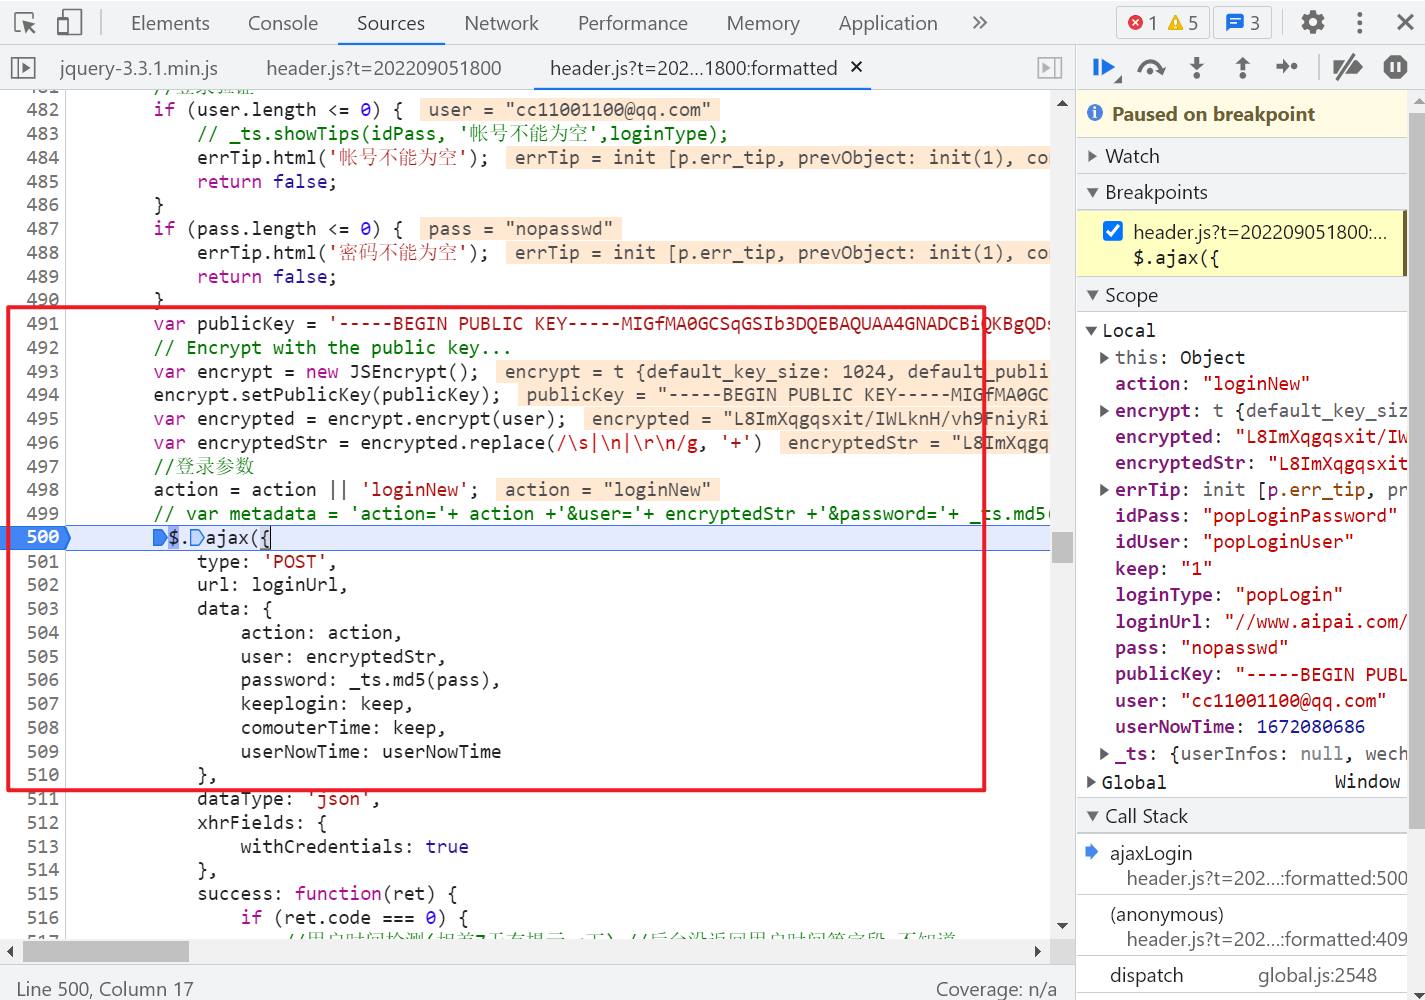 Elements Console Sources Network Performance Memory Application » 1 5 3
jquery-3.3.1.min.js header.js?t=202209051800 header.js?t=202...1800:formatted ×
482 if (user.length <= 0) { user = "cc11001100@qq.com"
483 // _ts.showTips(idPass, '帐号不能为空',loginType);
484 errTip.html('帐号不能为空'); errTip = init [p.err_tip, prevObject: init(1), co
485 return false;
486 }
487 if (pass.length <= 0) { pass = "nopasswd"
488 errTip.html('密码不能为空'); errTip = init [p.err_tip, prevObject: init(1), co
489 return false;
490 }
491 var publicKey = '-----BEGIN PUBLIC KEY-----MIGfMA0GCSqGSIb3DQEBAQUAA4GNADCBiQKBgQDs
492 // Encrypt with the public key...
493 var encrypt = new JSEncrypt(); encrypt = t {default_key_size: 1024, default_publi
494 encrypt.setPublicKey(publicKey); publicKey = "-----BEGIN PUBLIC KEY-----MIGfMA0GC
495 var encrypted = encrypt.encrypt(user); encrypted = "L8ImXqgqsxit/IWLknH/vh9FniyRi
496 var encryptedStr = encrypted.replace(/\s|\n|\r\n/g, '+') encryptedStr = "L8ImXqgq
497 //登录参数
498 action = action || 'loginNew'; action = "loginNew"
499 // var metadata = 'action='+ action +'&user='+ encryptedStr +'&password='+ _ts.md5(
500 $.ajax({
501 type: 'POST',
502 url: loginUrl,
503 data: {
504 action: action,
505 user: encryptedStr,
506 password: _ts.md5(pass),
507 keeplogin: keep,
508 comouterTime: keep,
509 userNowTime: userNowTime
510 },
511 dataType: 'json',
512 xhrFields: {
513 withCredentials: true
514 },
515 success: function(ret) {
516 if (ret.code === 0) {
Line 500, Column 17 Coverage: n/a
Paused on breakpoint
Watch
Breakpoints
header.js?t=202209051800:...
$.ajax({
Scope
Local
this: Object
action: "loginNew"
encrypt: t {default_key_siz
encrypted: "L8ImXqgqsxit/IW
encryptedStr: "L8ImXqgqsxit
errTip: init [p.err_tip, pr
idPass: "popLoginPassword"
idUser: "popLoginUser"
keep: "1"
loginType: "popLogin"
loginUrl: "//www.aipai.com/
pass: "nopasswd"
publicKey: "-----BEGIN PUBL
user: "cc11001100@qq.com"
userNowTime: 1672080686
_ts: {userInfos: null, wech
Global Window
Call Stack
ajaxLogin
header.js?t=202...:formatted:500
(anonymous)
header.js?t=202...:formatted:409
dispatch global.js:2548